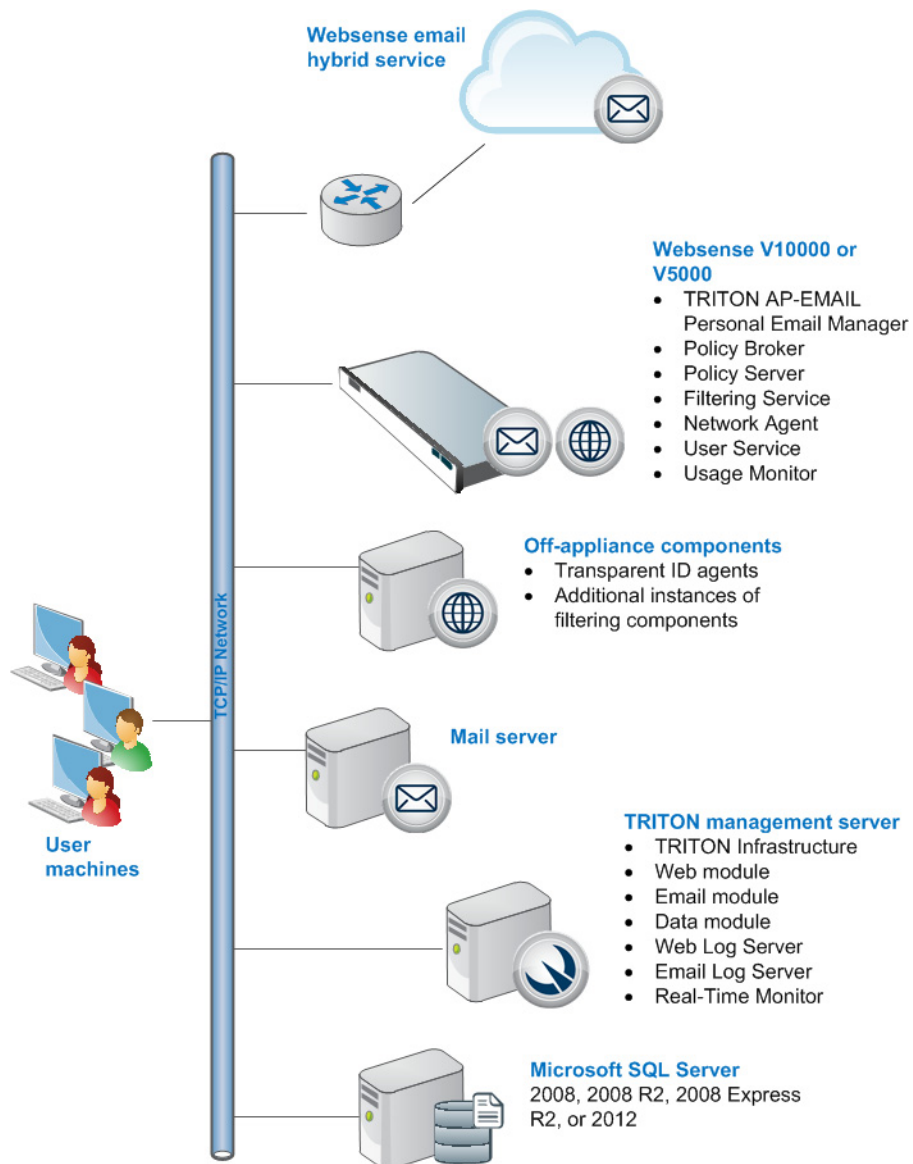 Websense email
hybrid service
Websense V10000 or
V5000
• TRITON AP-EMAIL
Personal Email Manager
• Policy Broker
• Policy Server
• Filtering Service
• Network Agent
• User Service
• Usage Monitor
Off-appliance components
• Transparent ID agents
• Additional instances of
filtering components
TCP/IP Network
Mail server
User
machines
TRITON management server
• TRITON Infrastructure
• Web module
• Email module
• Data module
• Web Log Server
• Email Log Server
• Real-Time Monitor
Microsoft SQL Server
2008, 2008 R2, 2008 Express
R2, or 2012